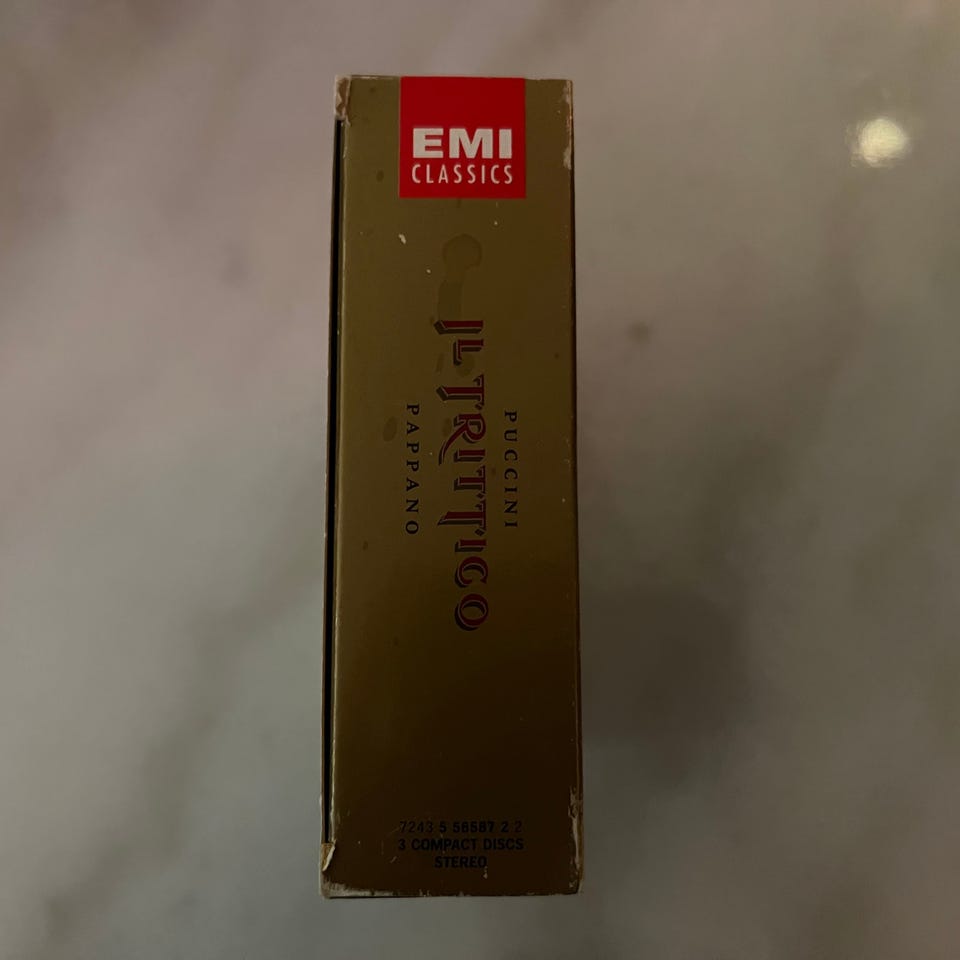 EMI
CLASSICS
PUCCINI
IL TRITTICO
PAPPANO
7243 5 56587 2 2
3 COMPACT DISCS
STEREO